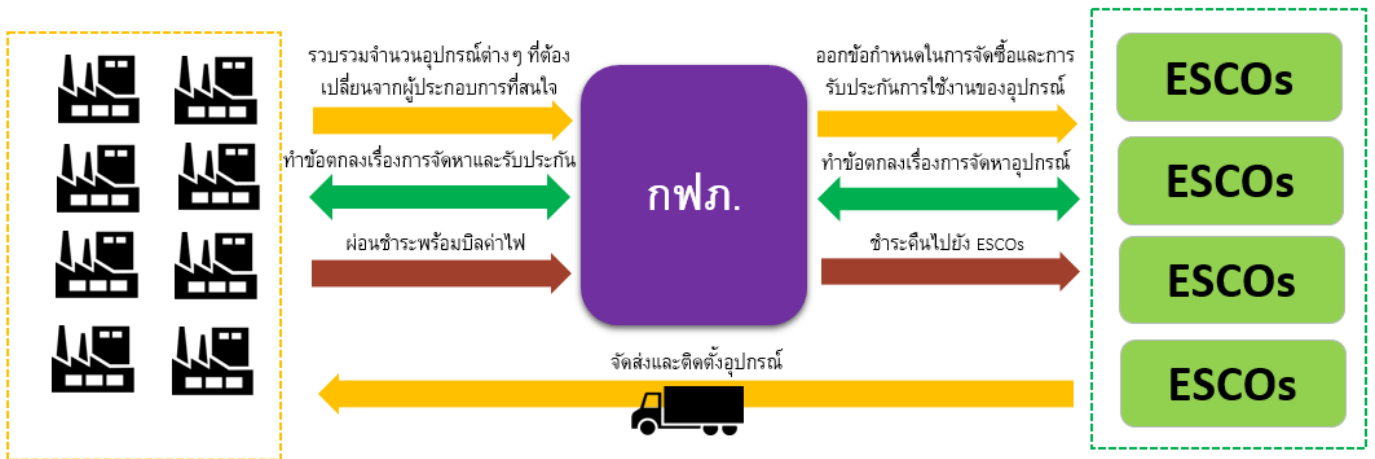 รวบรวมจำนวนอุปกรณ์ต่างๆ ที่ต้อง
เปลี่ยนจากผู้ประกอบการที่สนใจ
ทำข้อตกลงเรื่องการจัดหาและรับประกัน
ผ่อนชำระพร้อมบิลค่าไฟ
กฟภ.
ออกข้อกำหนดในการจัดซื้อและการ
รับประกันการใช้งานของอุปกรณ์
ทำข้อตกลงเรื่องการจัดหาอุปกรณ์
ชำระคืนไปยัง ESCOs
จัดส่งและติดตั้งอุปกรณ์
ESCOs
ESCOs
ESCOs
ESCOs